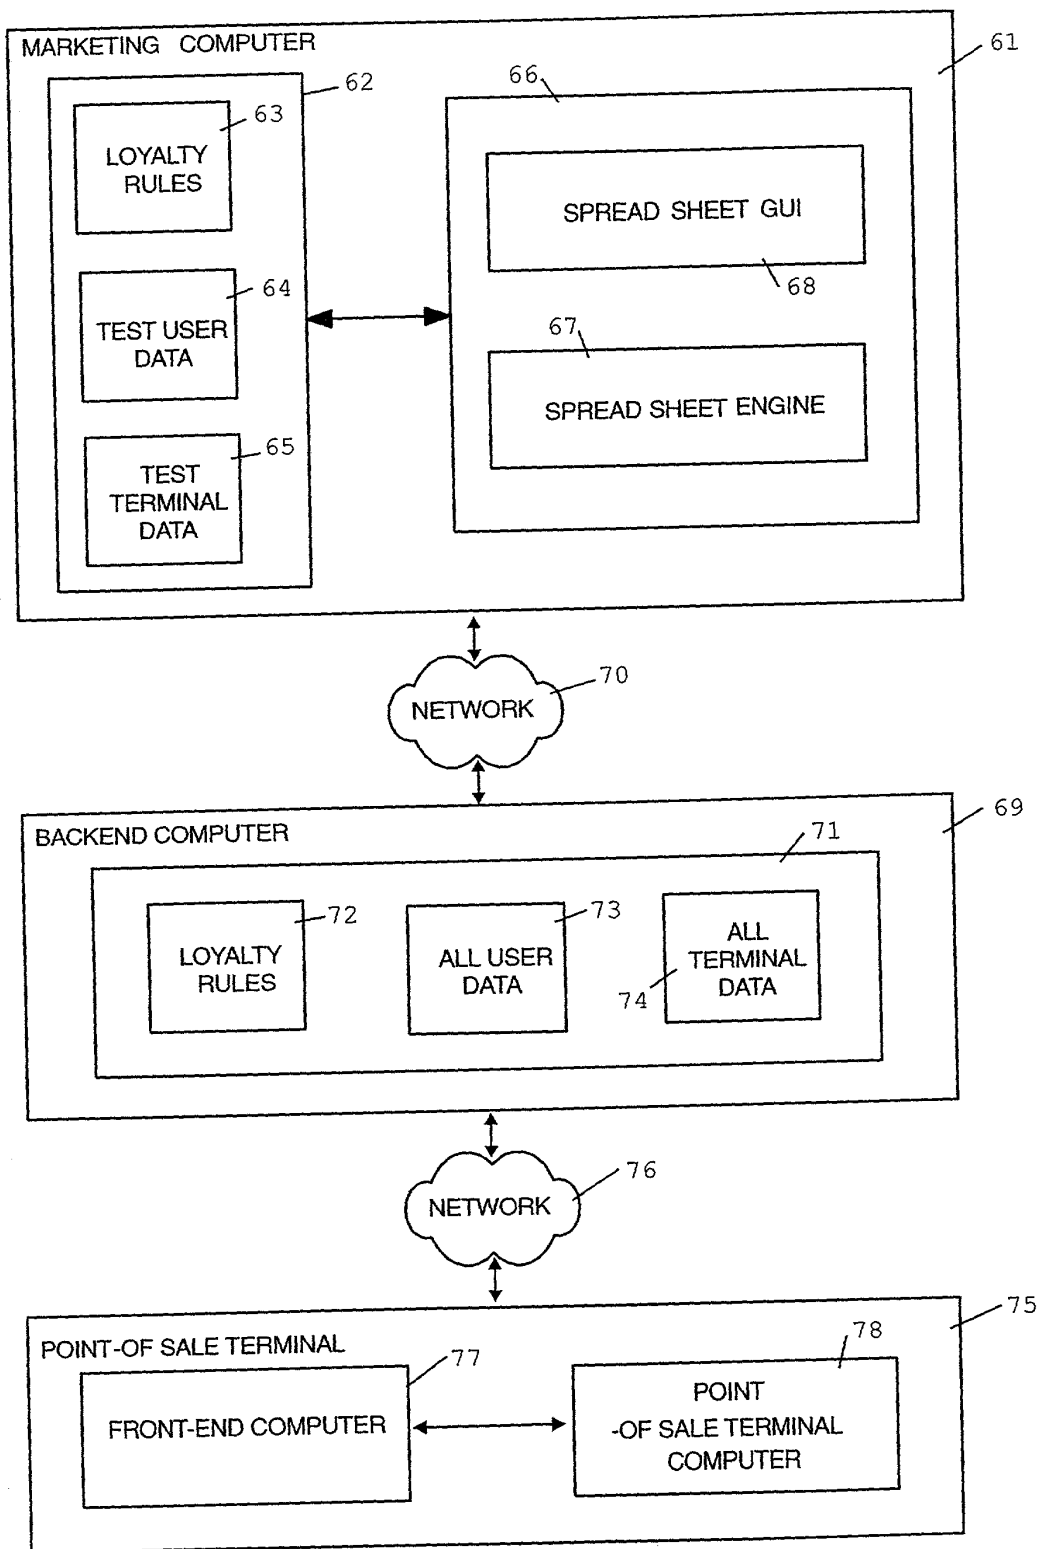 MARKETING COMPUTER
61
62
66
63
LOYALTY
RULES
SPREAD SHEET GUI
68
64
TEST USER
DATA
67
SPREAD SHEET ENGINE
65
TEST
TERMINAL
DATA
70
NETWORK
BACKEND COMPUTER
69
71
72
LOYALTY
RULES
73
ALL USER
DATA
74
ALL
TERMINAL
DATA
76
NETWORK
POINT-OF SALE TERMINAL
75
77
FRONT-END COMPUTER
78
POINT
-OF SALE TERMINAL
COMPUTER